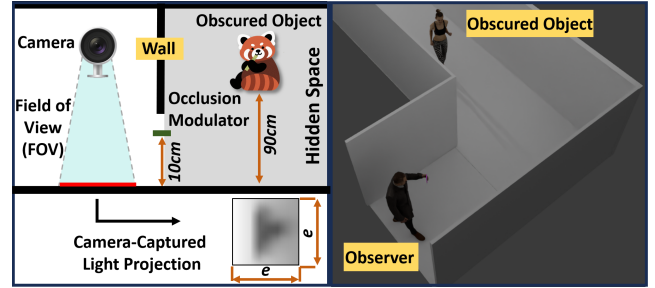 Camera
Wall
Obscured Object
Field of
View
(FOV)
Occlusion
Modulator
10cm
90cm
Hidden Space
Camera-Captured
Light Projection
e
e
Obscured Object
Observer